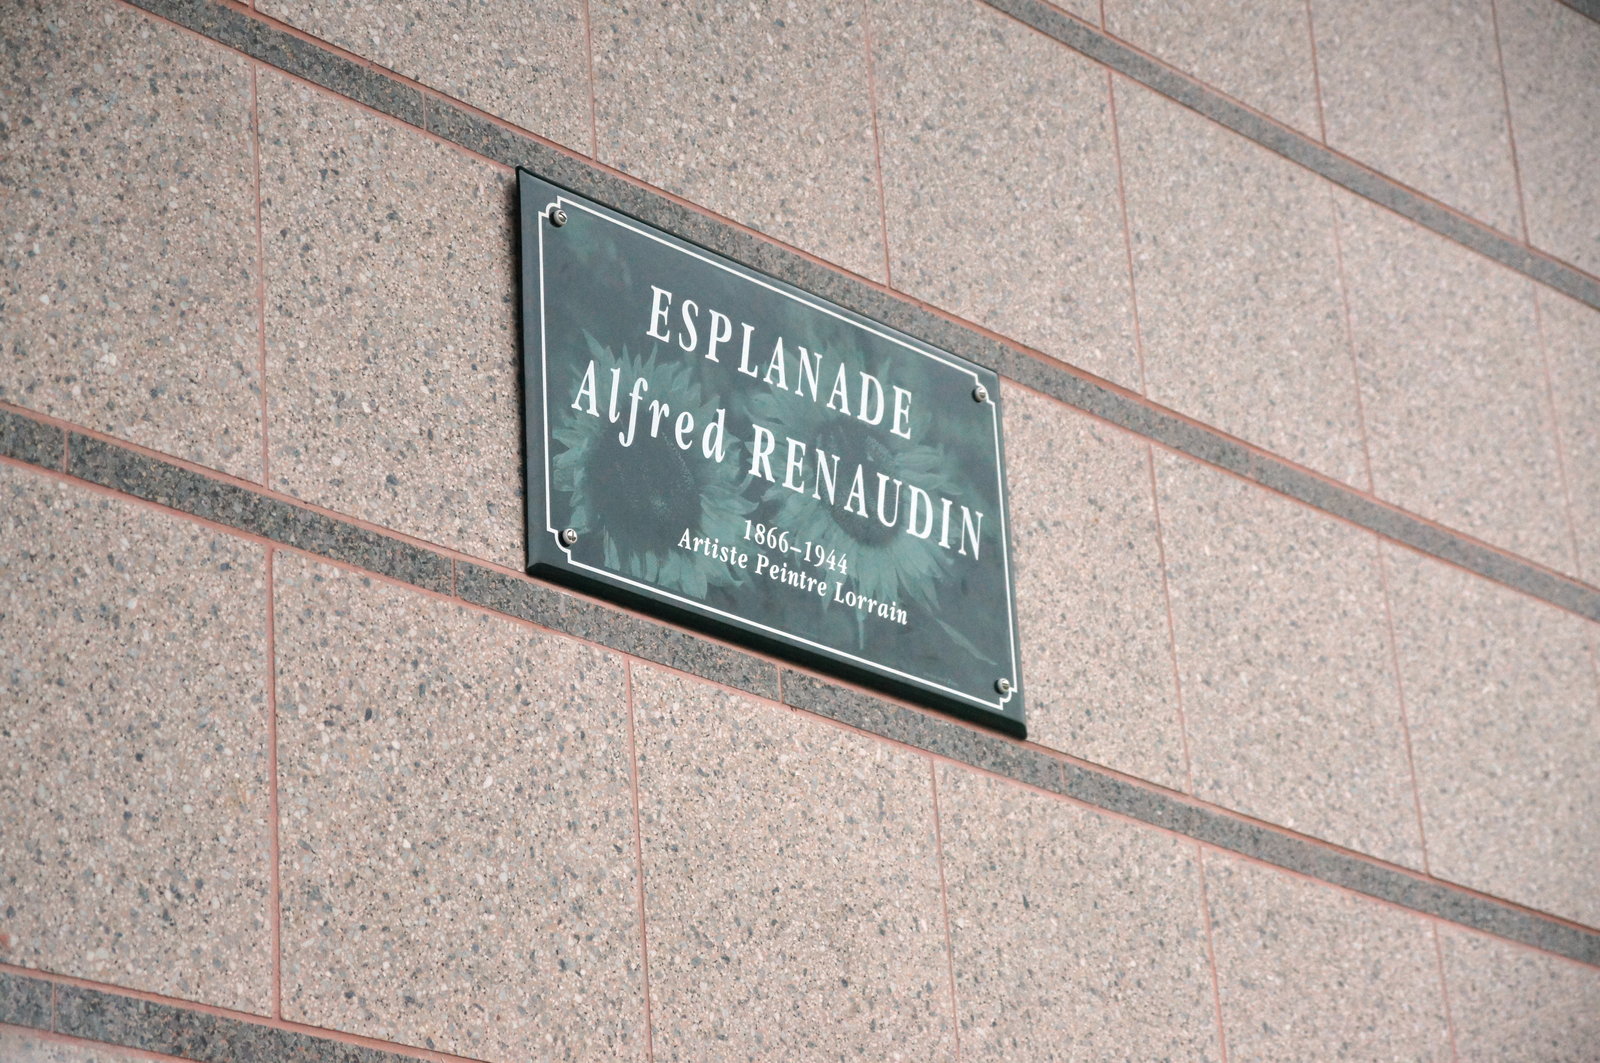 ESPLANADE
Alfred RENAUDIN
1866-1944
Artiste Peintre Lorrain